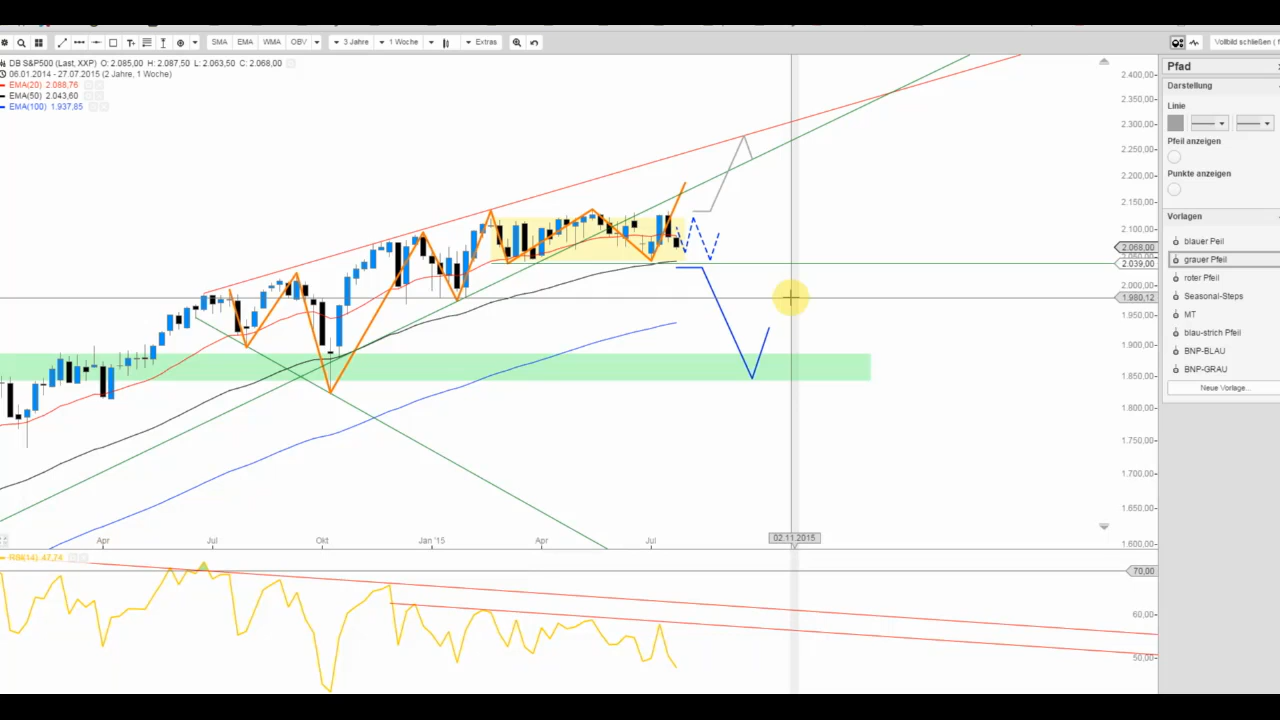 SMA EMA WMA OBV 3 Jahre 1 Woche Extras Vollbild schließen ( f
DB S&P500 (Last, XXP) O: 2.085,00 H: 2.087,50 L: 2.063,50 C: 2.068,00
06.01.2014 - 27.07.2015 (2 Jahre, 1 Woche)
EMA(20) 2.088,76
EMA(50) 2.043,60
EMA(100) 1.937,85
2.400,00
2.350,00
2.300,00
2.250,00
2.200,00
2.150,00
2.100,00
2.068,00
2.039,00
2.000,00
1.980,12
1.950,00
1.900,00
1.850,00
1.800,00
1.750,00
1.700,00
1.650,00
1.600,00
Apr Jul Okt Jan '15 Apr Jul 02.11.2015
RSI(14) 47,74
70,00
60,00
50,00
Pfad
Darstellung
Linie
Pfeil anzeigen
Punkte anzeigen
Vorlagen
blauer Peil
grauer Pfeil
roter Pfeil
Seasonal-Steps
MT
blau-strich Pfeil
BNP-BLAU
BNP-GRAU
Neue Vorlage...